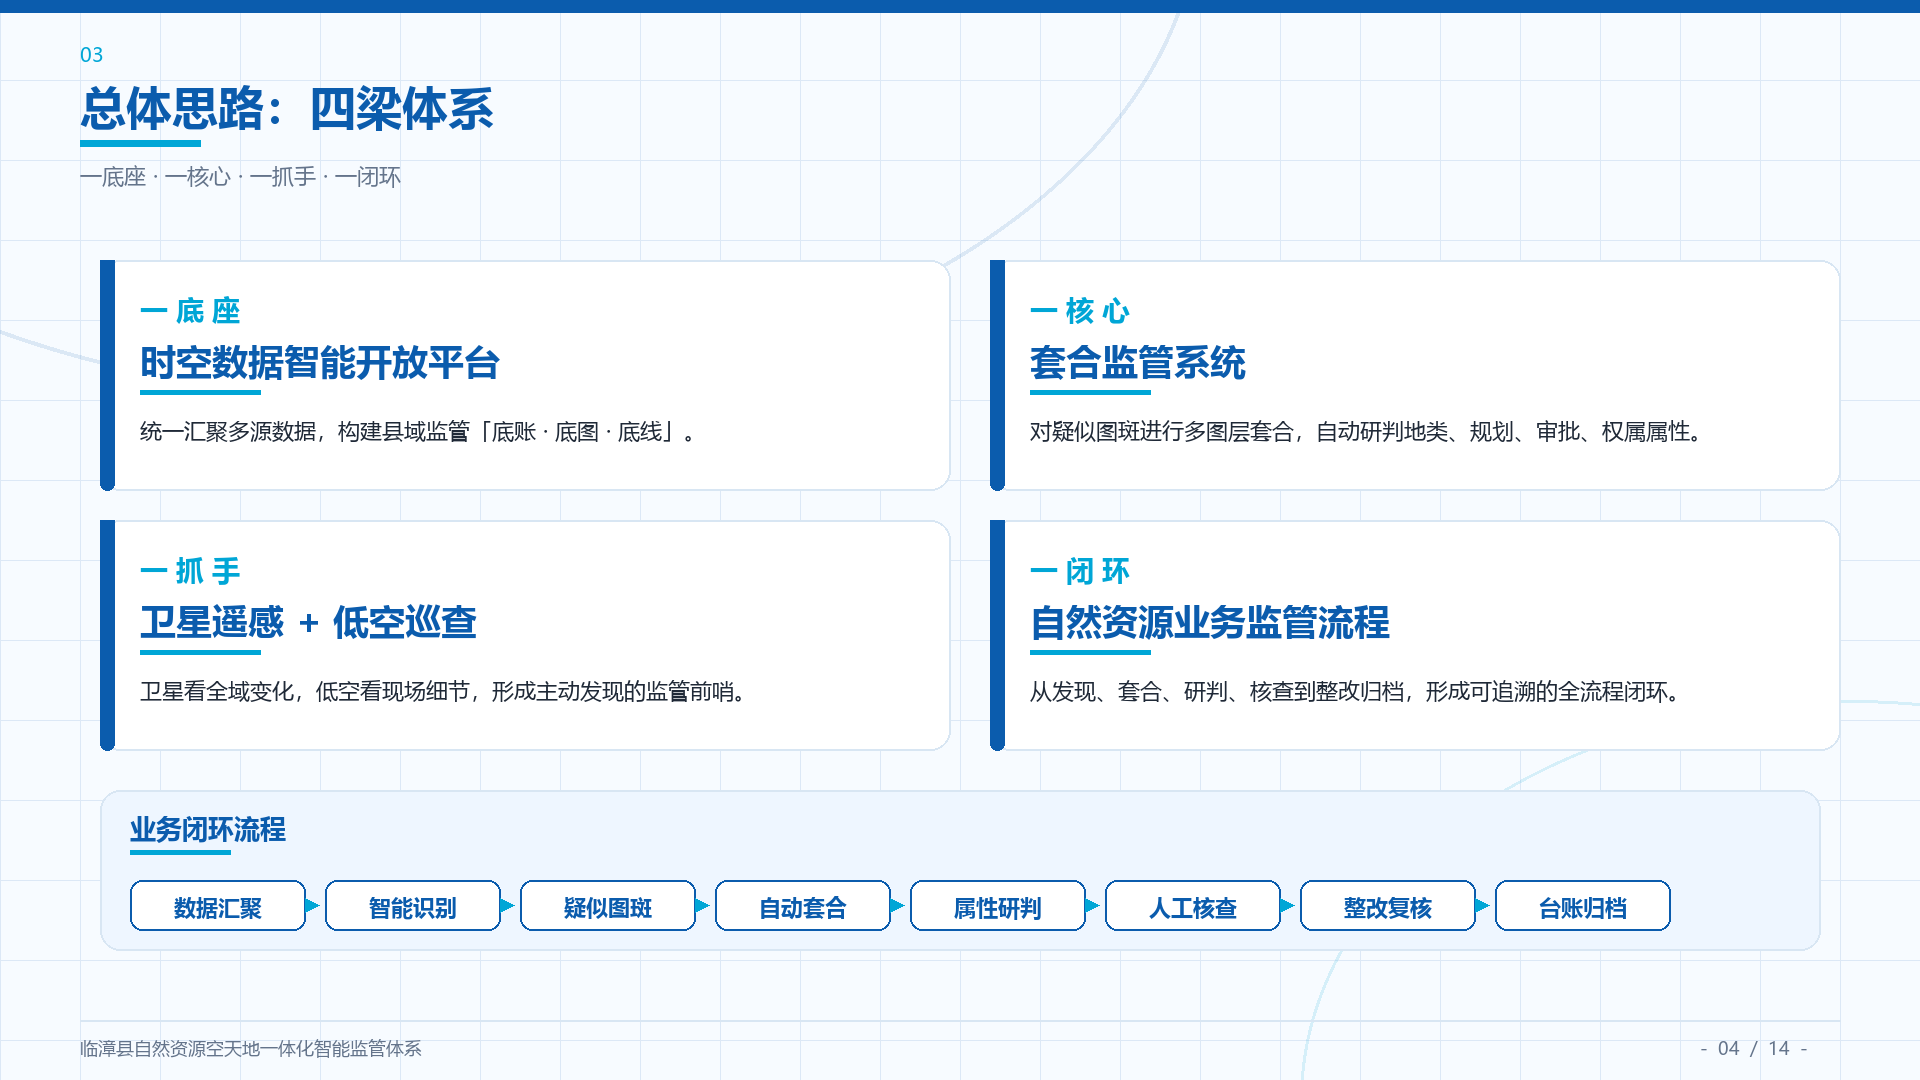 03
总体思路：四梁体系
一底座 · 一核心 · 一抓手 · 一闭环
一 底 座
时空数据智能开放平台
统一汇聚多源数据，构建县域监管「底账 · 底图 · 底线」。
一 核 心
套合监管系统
对疑似图斑进行多图层套合，自动研判地类、规划、审批、权属属性。
一 抓 手
卫星遥感 + 低空巡查
卫星看全域变化，低空看现场细节，形成主动发现的监管前哨。
一 闭 环
自然资源业务监管流程
从发现、套合、研判、核查到整改归档，形成可追溯的全流程闭环。
业务闭环流程
数据汇聚
智能识别
疑似图斑
自动套合
属性研判
人工核查
整改复核
台账归档
临漳县自然资源空天地一体化智能监管体系
- 04 / 14 -